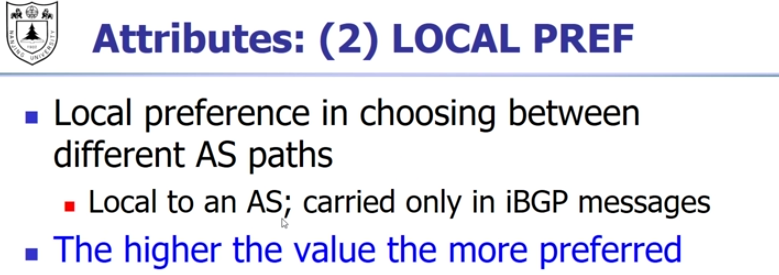 Attributes: (2) LOCAL PREF
Local preference in choosing between
different AS paths
Local to an AS; carried only in iBGP messages
The higher the value the more preferred